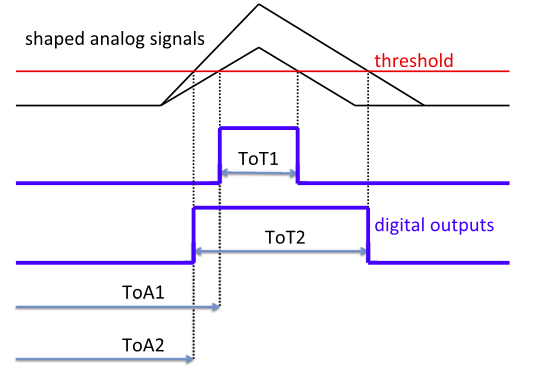 shaped analog signals
threshold
ToT1
digital outputs
ToT2
ToA1
ToA2